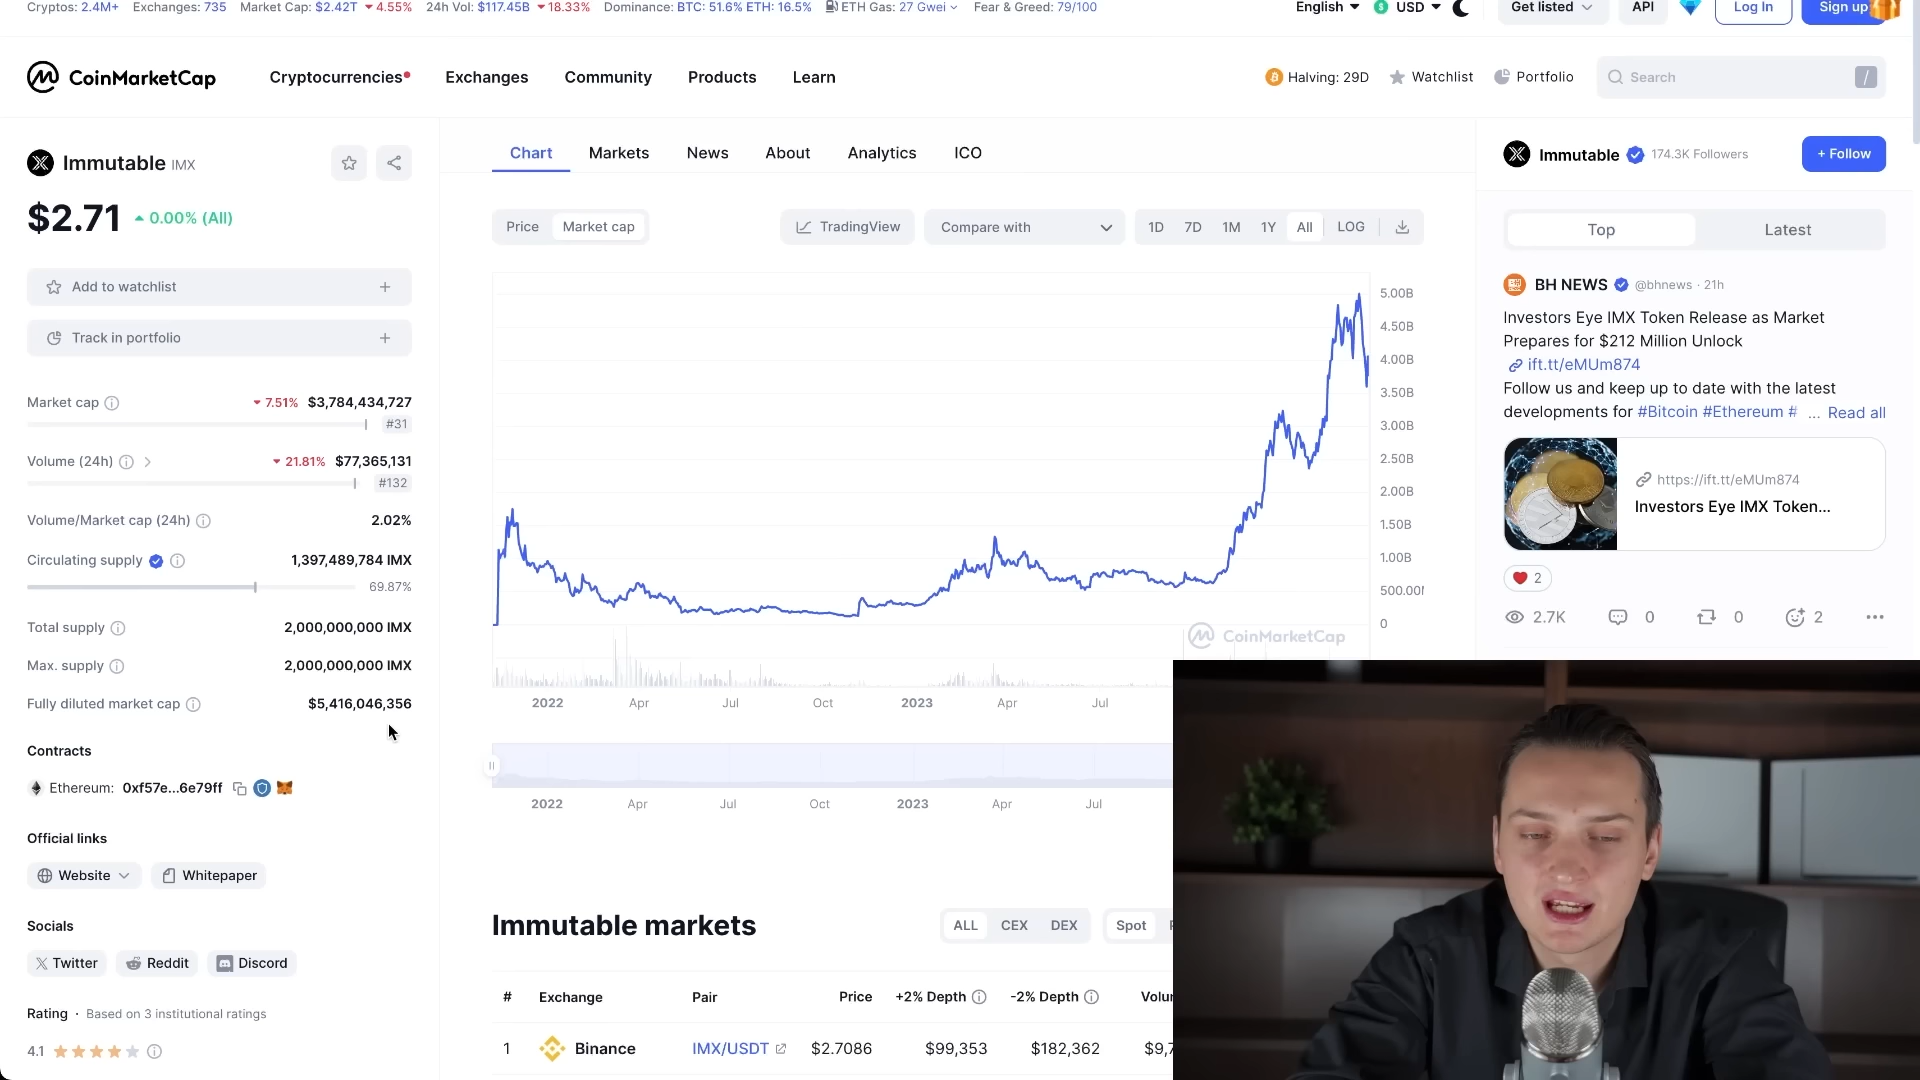 Cryptos: 2.4M+ Exchanges: 735 Market Cap: $2.42T 4.55% 24h Vol: $117.45B 18.33% Dominance: BTC: 51.6% ETH: 16.5% ETH Gas: 27 Gwei Fear & Greed: 79/100 English USD Get listed API Log In Sign up
CoinMarketCap Cryptocurrencies Exchanges Community Products Learn Halving: 29D Watchlist Portfolio Search /
Immutable IMX
$2.71 0.00% (All)
Add to watchlist +
Track in portfolio +
Market cap 7.51% $3,784,434,727
#31
Volume (24h) 21.81% $77,365,131
#132
Volume/Market cap (24h) 2.02%
Circulating supply 1,397,489,784 IMX
69.87%
Total supply 2,000,000,000 IMX
Max. supply 2,000,000,000 IMX
Fully diluted market cap $5,416,046,356
Contracts
Ethereum: 0xf57e...6e79ff
Official links
Website Whitepaper
Socials
Twitter Reddit Discord
Rating · Based on 3 institutional ratings
4.1
Chart Markets News About Analytics ICO
Price Market cap TradingView Compare with 1D 7D 1M 1Y All LOG
5.00B
4.50B
4.00B
3.50B
3.00B
2.50B
2.00B
1.50B
1.00B
500.00
0
CoinMarketCap
2022 Apr Jul Oct 2023 Apr Jul
2022 Apr Jul Oct 2023 Apr Jul
Immutable markets ALL CEX DEX Spot
# Exchange Pair Price +2% Depth -2% Depth Volu
1 Binance IMX/USDT $2.7086 $99,353 $182,362 $9,7
Immutable 174.3K Followers + Follow
Top Latest
BH NEWS @bhnews · 21h
Investors Eye IMX Token Release as Market
Prepares for $212 Million Unlock
ift.tt/eMUm874
Follow us and keep up to date with the latest
developments for #Bitcoin #Ethereum # ... Read all
https://ift.tt/eMUm874
Investors Eye IMX Token...
2
2.7K 0 0 2